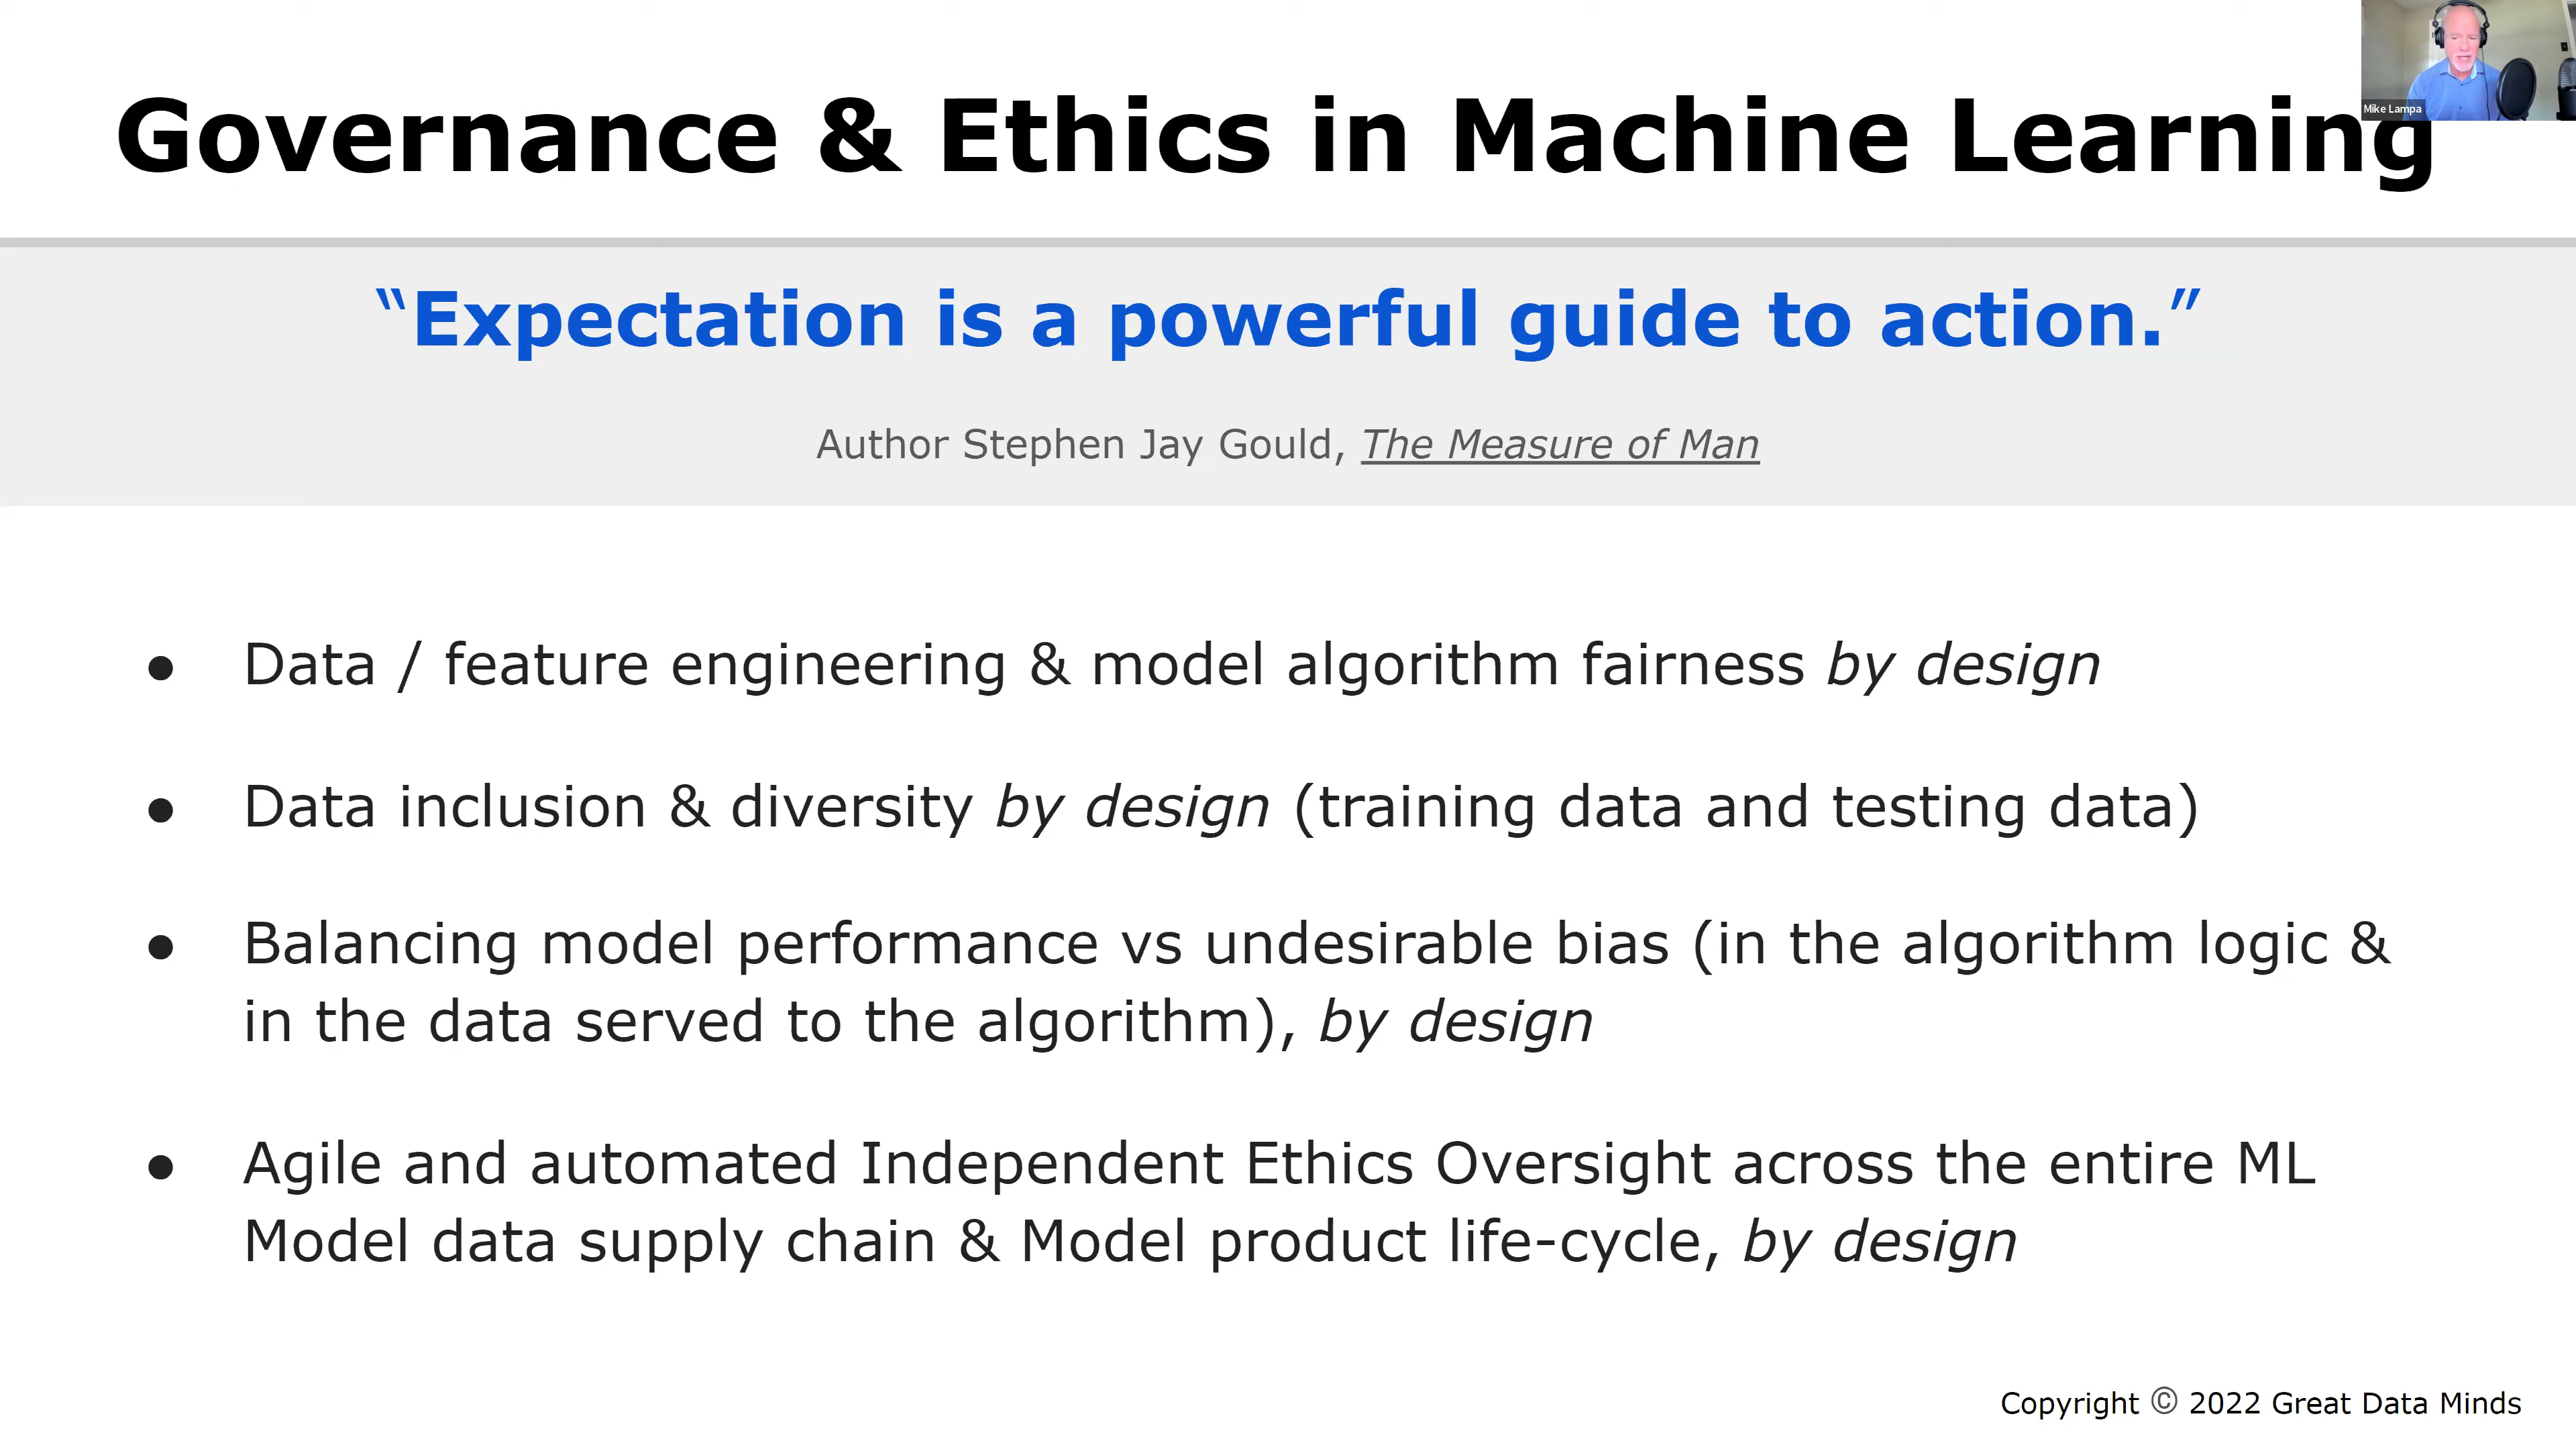 Mike Lampa
Governance & Ethics in Machine Learning
“Expectation is a powerful guide to action.”
Author Stephen Jay Gould, The Measure of Man
● Data / feature engineering & model algorithm fairness by design
● Data inclusion & diversity by design (training data and testing data)
● Balancing model performance vs undesirable bias (in the algorithm logic &
in the data served to the algorithm), by design
● Agile and automated Independent Ethics Oversight across the entire ML
Model data supply chain & Model product life-cycle, by design
Copyright © 2022 Great Data Minds